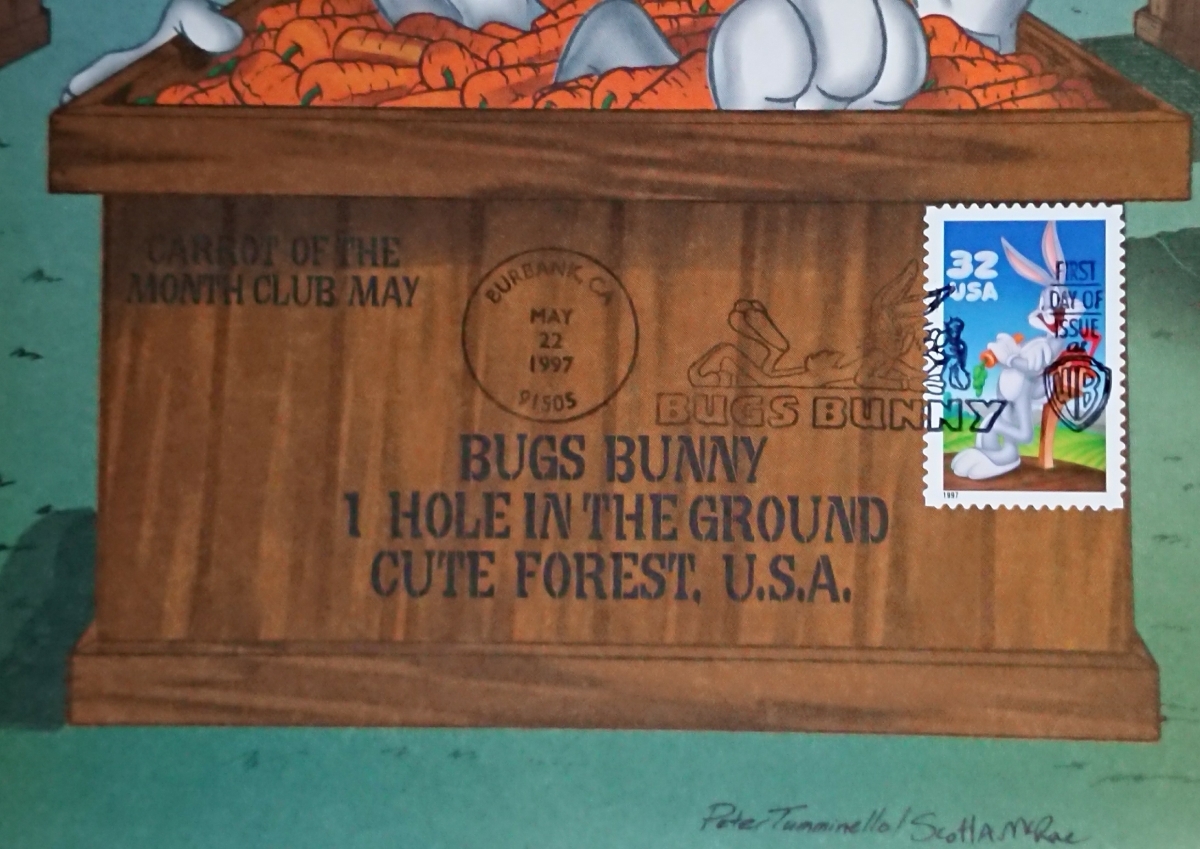 CARROT OF THE
MONTH CLUB MAY
BURBANK, CA
MAY
22
1997
91505
BUGS BUNNY
32
USA
FIRST
DAY OF
ISSUE
WB
1997
BUGS BUNNY
1 HOLE IN THE GROUND
CUTE FOREST, U.S.A.
Peter Tumminello / Scott A. McRae